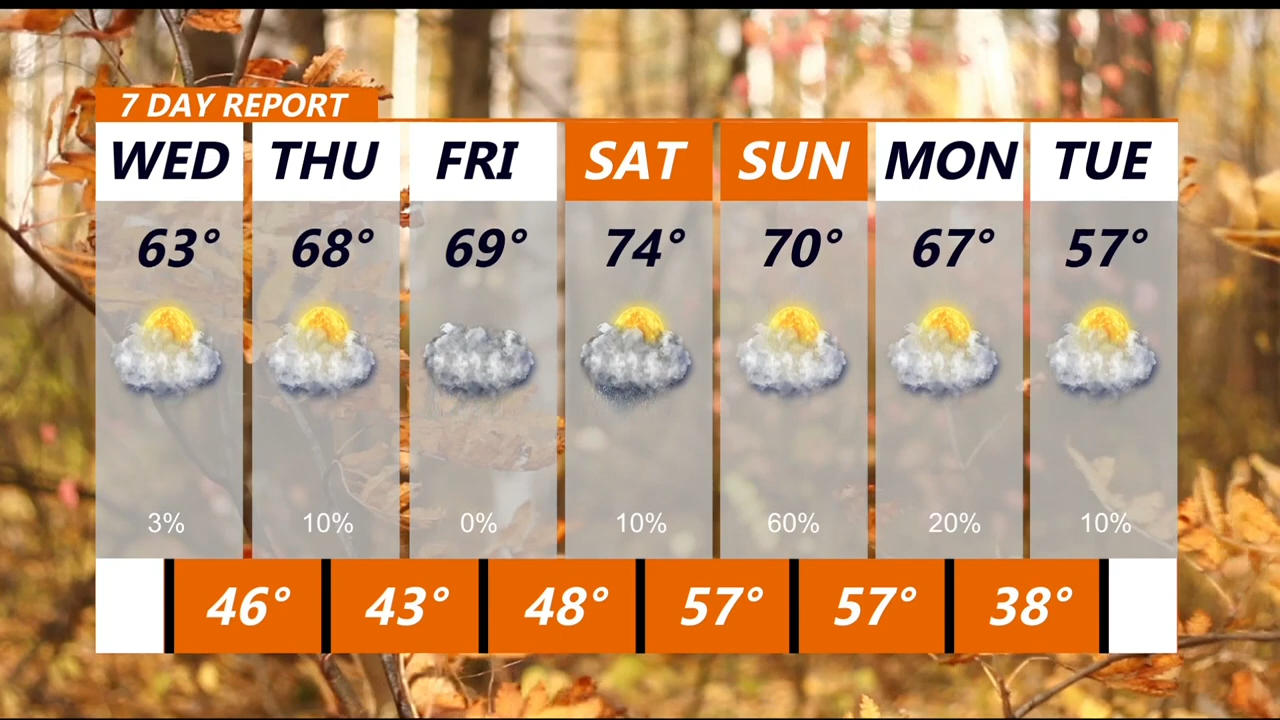 7 DAY REPORT
WED THU FRI SAT SUN MON TUE
63° 68° 69° 74° 70° 67° 57°
3% 10% 0% 10% 60% 20% 10%
46° 43° 48° 57° 57° 38°